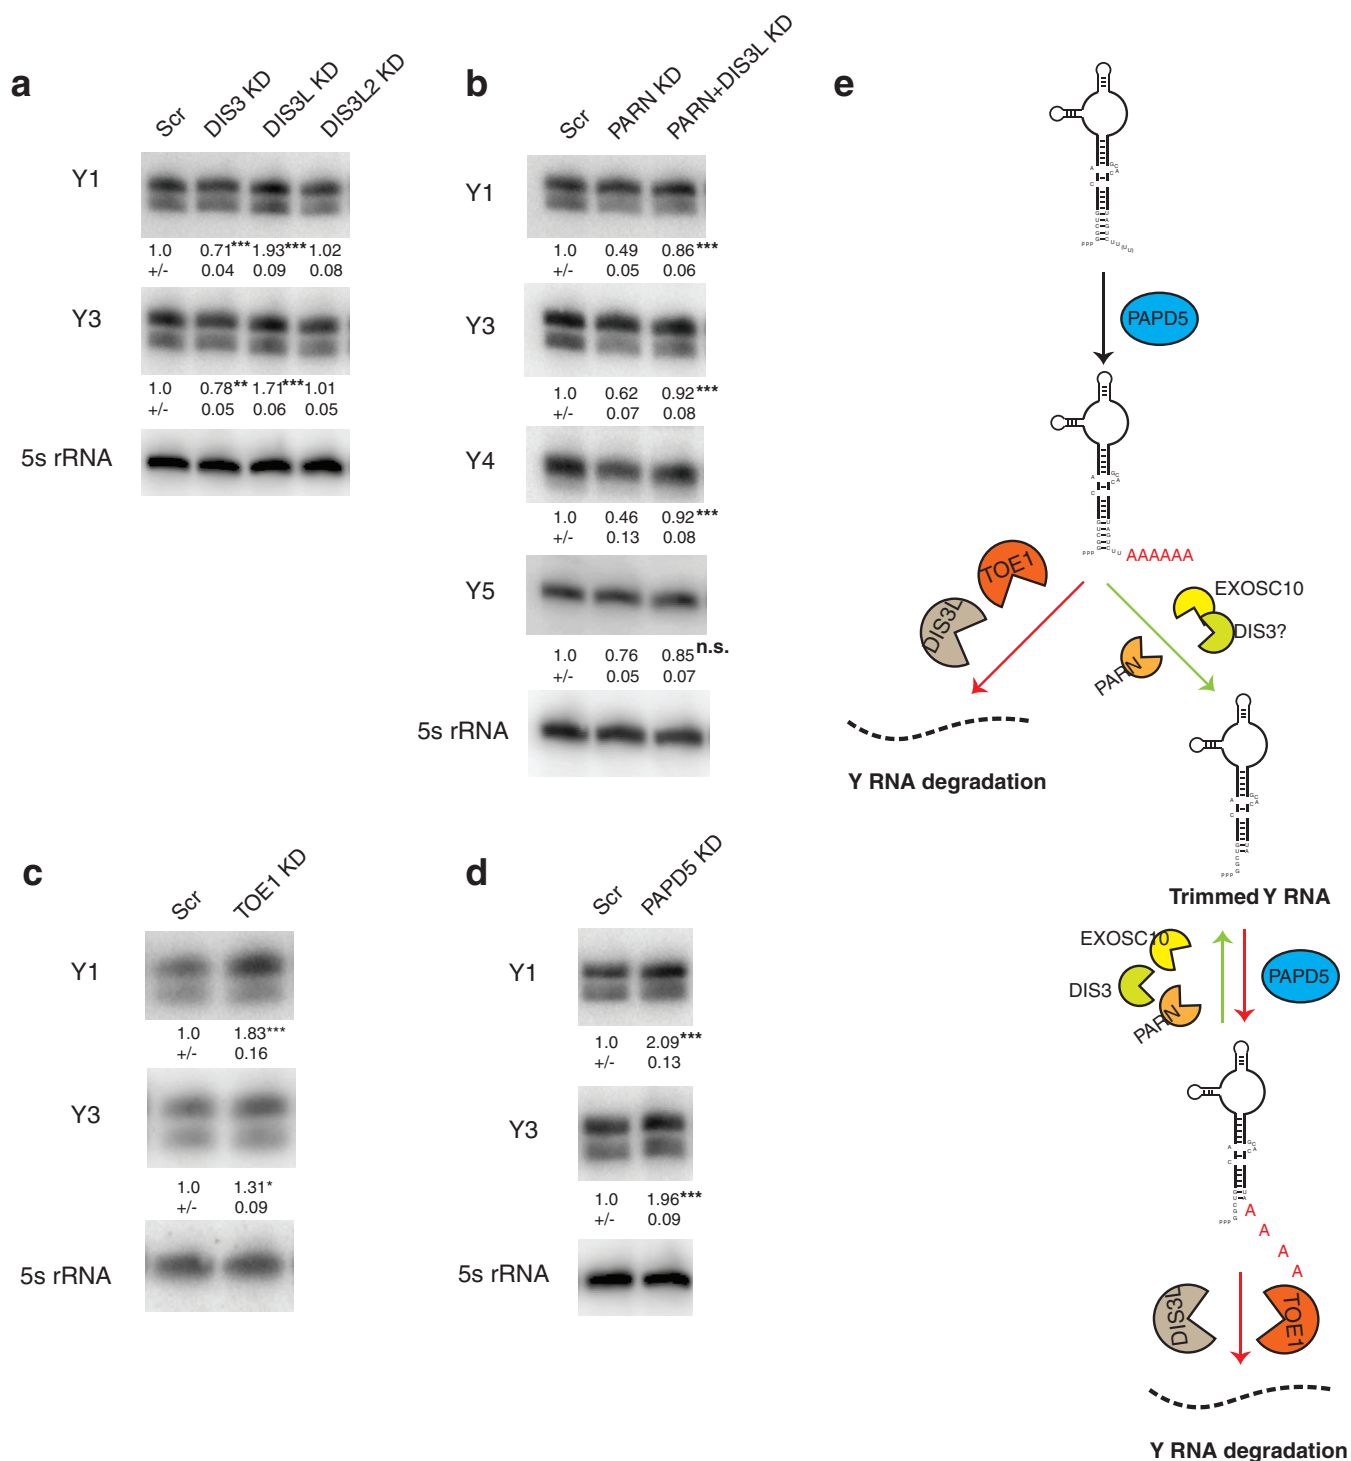 a
Scr DIS3 KD DIS3L KD DIS3L2 KD
Y1
1.0 0.71*** 1.93*** 1.02
+/- 0.04 0.09 0.08
Y3
1.0 0.78** 1.71*** 1.01
+/- 0.05 0.06 0.05
5s rRNA
b
Scr PARN KD PARN+DIS3L KD
Y1
1.0 0.49 0.86***
+/- 0.05 0.06
Y3
1.0 0.62 0.92***
+/- 0.07 0.08
Y4
1.0 0.46 0.92***
+/- 0.13 0.08
Y5
1.0 0.76 0.85 n.s.
+/- 0.05 0.07
5s rRNA
c
Scr TOE1 KD
Y1
1.0 1.83***
+/- 0.16
Y3
1.0 1.31*
+/- 0.09
5s rRNA
d
Scr PAPD5 KD
Y1
1.0 2.09***
+/- 0.13
Y3
1.0 1.96***
+/- 0.09
5s rRNA
e
PPP
PAPD5
PPP
AAAAAA
TOE1
DIS3L
EXOSC10
DIS3?
PARN
Y RNA degradation
PPP
Trimmed Y RNA
EXOSC10
DIS3
PARN
PAPD5
PPP
A
A
A
A
DIS3L
TOE1
Y RNA degradation